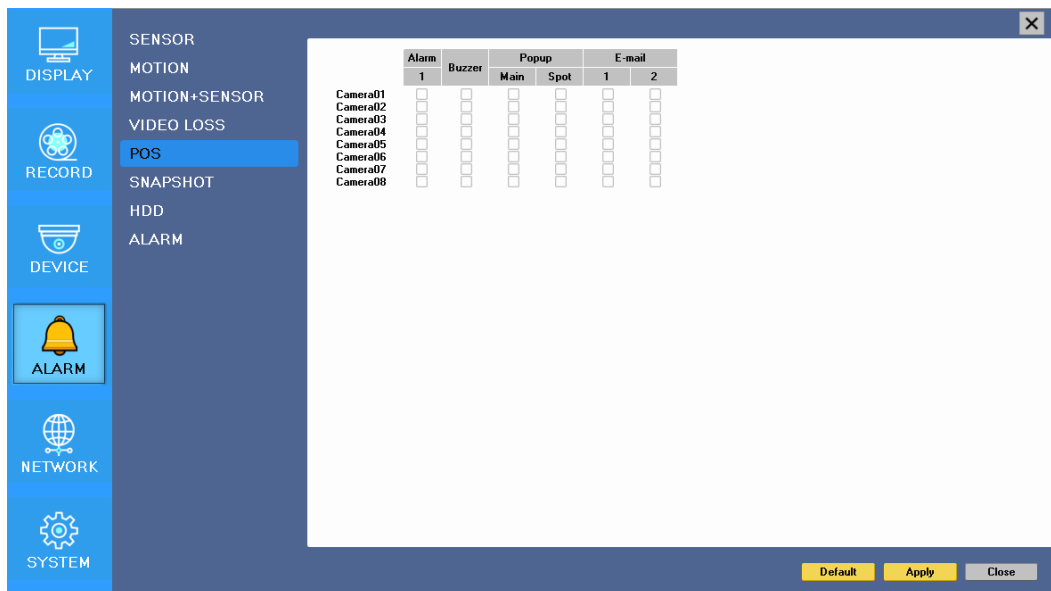 DISPLAY
RECORD
DEVICE
ALARM
NETWORK
SYSTEM
SENSOR
MOTION
MOTION+SENSOR
VIDEO LOSS
POS
SNAPSHOT
HDD
ALARM
Alarm Buzzer Popup E-mail
1 Main Spot 1 2
Camera01
Camera02
Camera03
Camera04
Camera05
Camera06
Camera07
Camera08
Default Apply Close